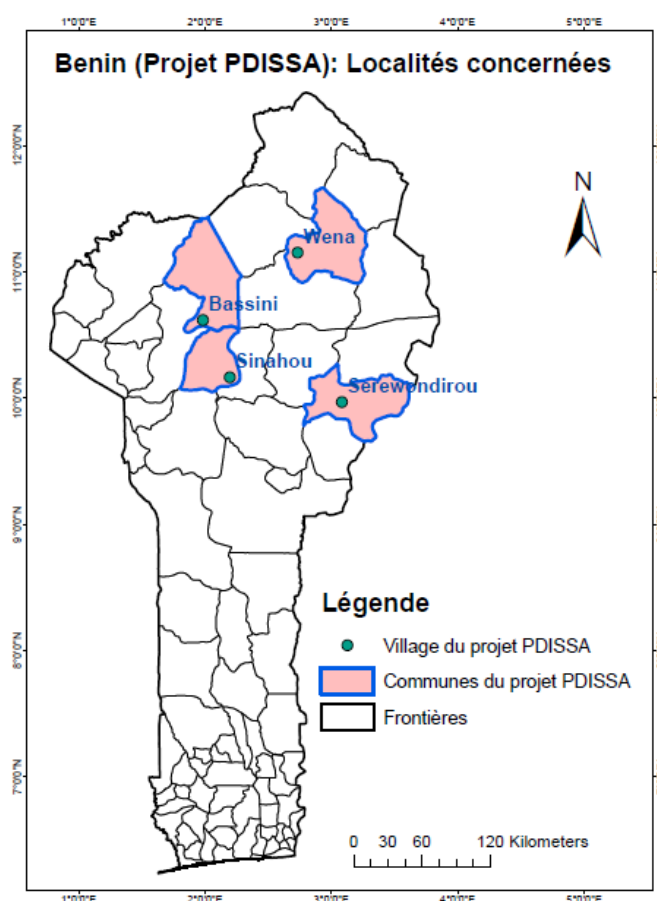 1°0'0"E 2°0'0"E 3°0'0"E 4°0'0"E 5°0'0"E
Benin (Projet PDISSA): Localités concernées
12°0'0"N
11°0'0"N
10°0'0"N
9°0'0"N
8°0'0"N
7°0'0"N
N
Wena
Bassini
Sinahou
Serewondirou
Légende
Village du projet PDISSA
Communes du projet PDISSA
Frontières
0 30 60 120 Kilometers
1°0'0"E 2°0'0"E 3°0'0"E 4°0'0"E 5°0'0"E